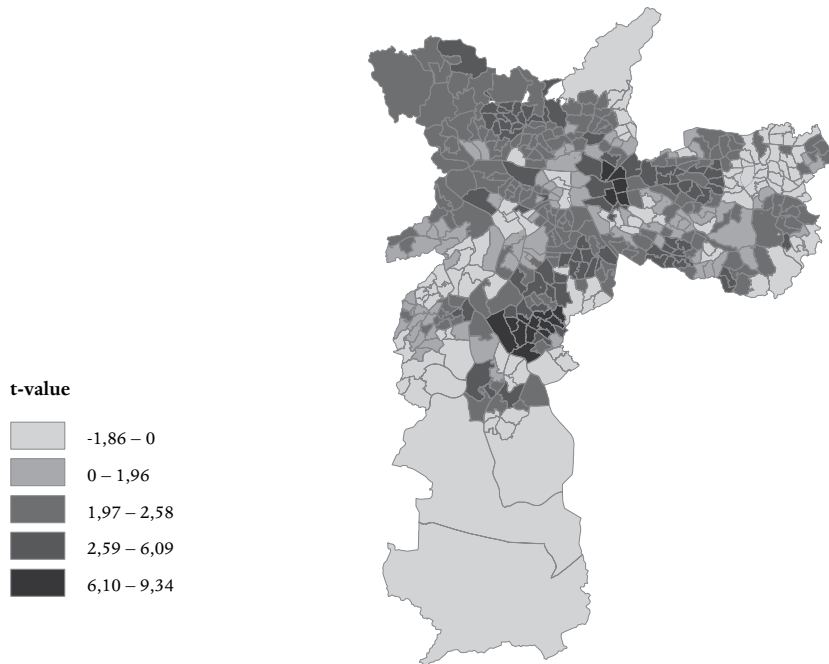 t-value
-1,86 – 0
0 – 1,96
1,97 – 2,58
2,59 – 6,09
6,10 – 9,34